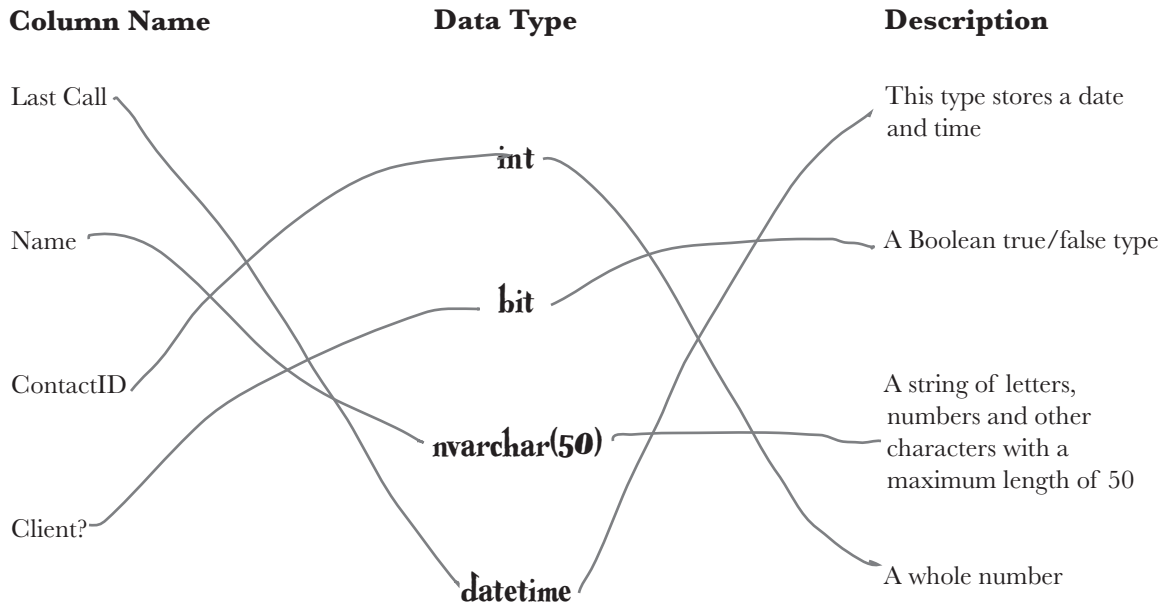 Column Name
Data Type
Description
Last Call
This type stores a date
and time
int
Name
A Boolean true/false type
bit
ContactID
A string of letters,
numbers and other
characters with a
maximum length of 50
nvarchar(50)
Client?
datetime
A whole number